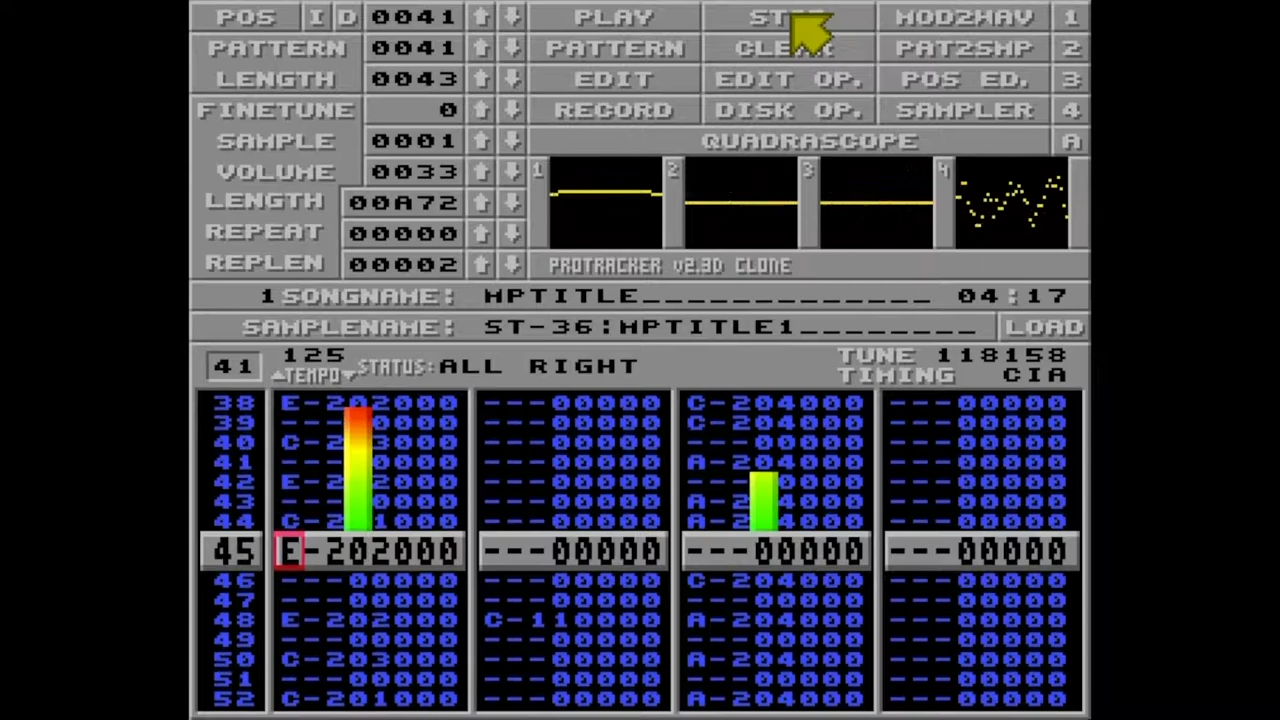 POS I D 0041 PLAY MOD2WAV 1
PATTERN 0041 PATTERN PAT2SMP 2
LENGTH 0043 EDIT EDIT OP. POS ED. 3
FINETUNE 0 RECORD DISK OP. SAMPLER 4
SAMPLE 0001 QUADRASCOPE A
VOLUME 0033 1 2 3 4
LENGTH 00A72
REPEAT 00000
REPLEN 00002 PROTRACKER V2.3D CLONE
1 SONGNAME: MPTITLE_______________ 04:17
SAMPLENAME: ST-36:MPTITLE1_________ LOAD
41 125 TEMPO STATUS: ALL RIGHT TUNE 118158
TIMING CIA
38 E-202000 ---00000 C-204000 ---00000
39 ---00000 C-204000 ---00000
40 C- ---00000 ---00000 ---00000
41 ---00000 A-204000 ---00000
42 E- ---00000 ---00000
43 ---00000 A-204000 ---00000
44 C-201000 ---00000 A-204000 ---00000
45 E-202000 ---00000 ---00000 ---00000
46 ---00000 ---00000 C-204000 ---00000
47 ---00000 ---00000 ---00000 ---00000
48 E-202000 C-110000 A-204000 ---00000
49 ---00000 ---00000 ---00000 ---00000
50 C-203000 ---00000 A-204000 ---00000
51 ---00000 ---00000 ---00000 ---00000
52 C-201000 ---00000 A-204000 ---00000